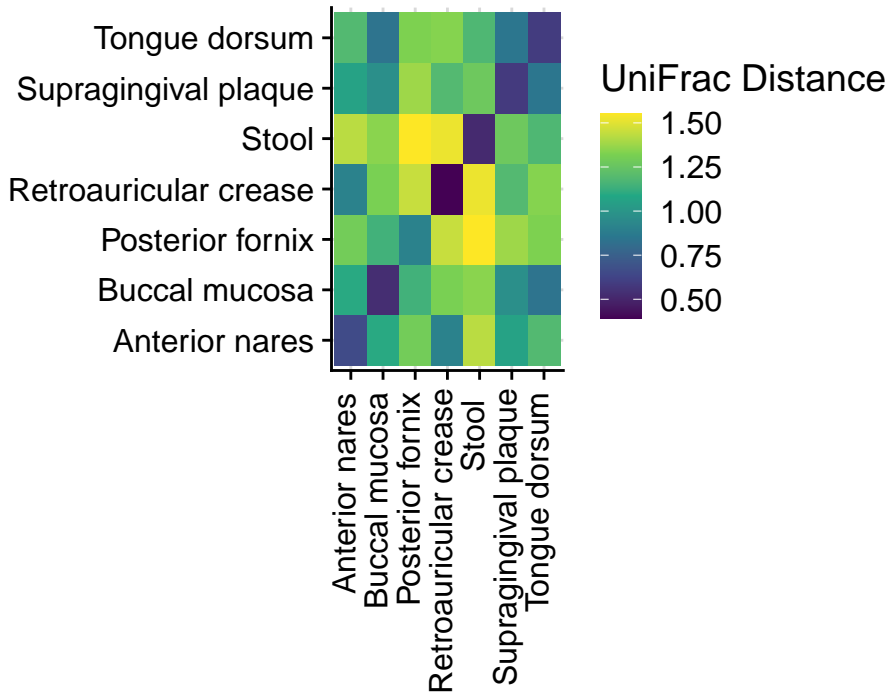 Tongue dorsum
Supragingival plaque
Stool
Retroauricular crease
Posterior fornix
Buccal mucosa
Anterior nares
Anterior nares
Buccal mucosa
Posterior fornix
Retroauricular crease
Stool
Supragingival plaque
Tongue dorsum
UniFrac Distance
1.50
1.25
1.00
0.75
0.50